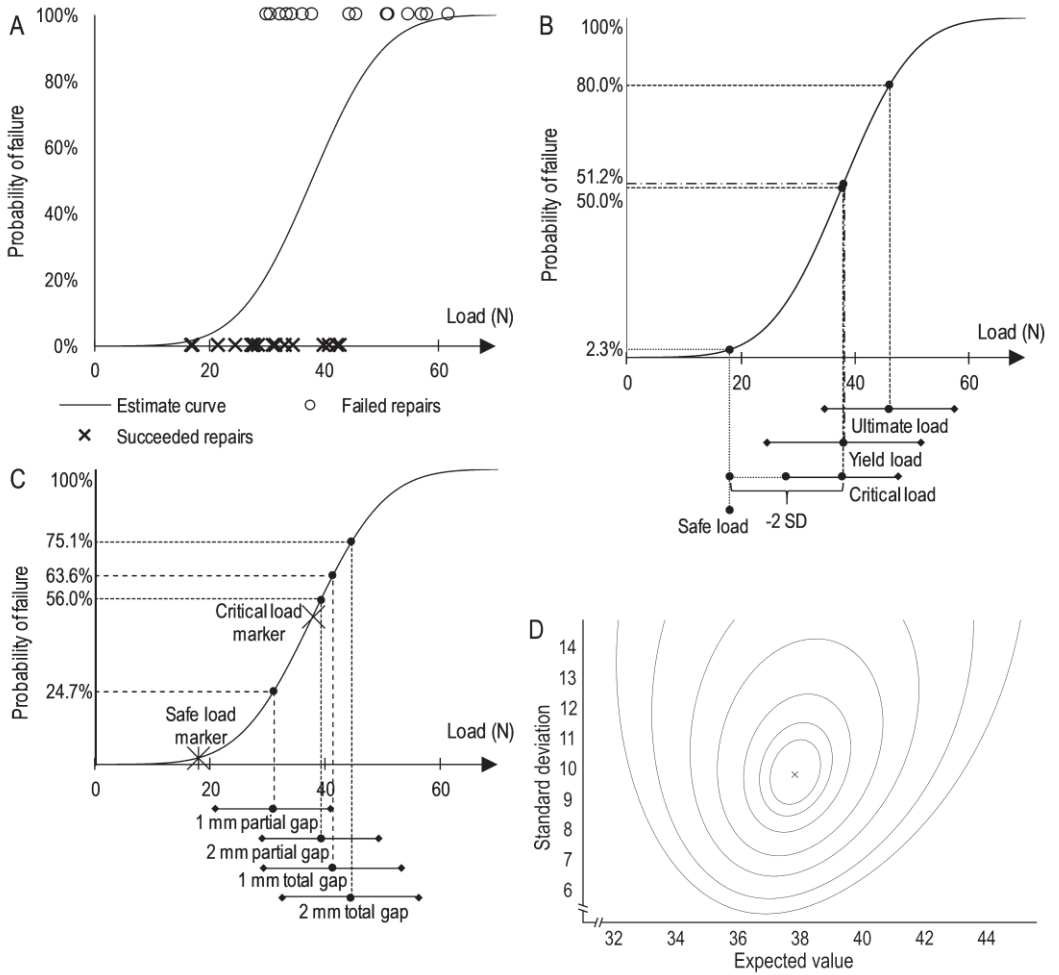 A
Probability of failure
100%
80%
60%
40%
20%
0%
Load (N)
0 20 40 60
Estimate curve
Failed repairs
Succeeded repairs
B
Probability of failure
100%
80.0%
51.2%
50.0%
2.3%
Load (N)
0 20 40 60
Ultimate load
Yield load
Critical load
Safe load
-2 SD
C
Probability of failure
100%
75.1%
63.6%
56.0%
24.7%
Critical load
marker
Safe load
marker
Load (N)
0 20 40 60
1 mm partial gap
2 mm partial gap
1 mm total gap
2 mm total gap
D
Standard deviation
14
13
12
11
10
9
8
7
6
32 34 36 38 40 42 44
Expected value